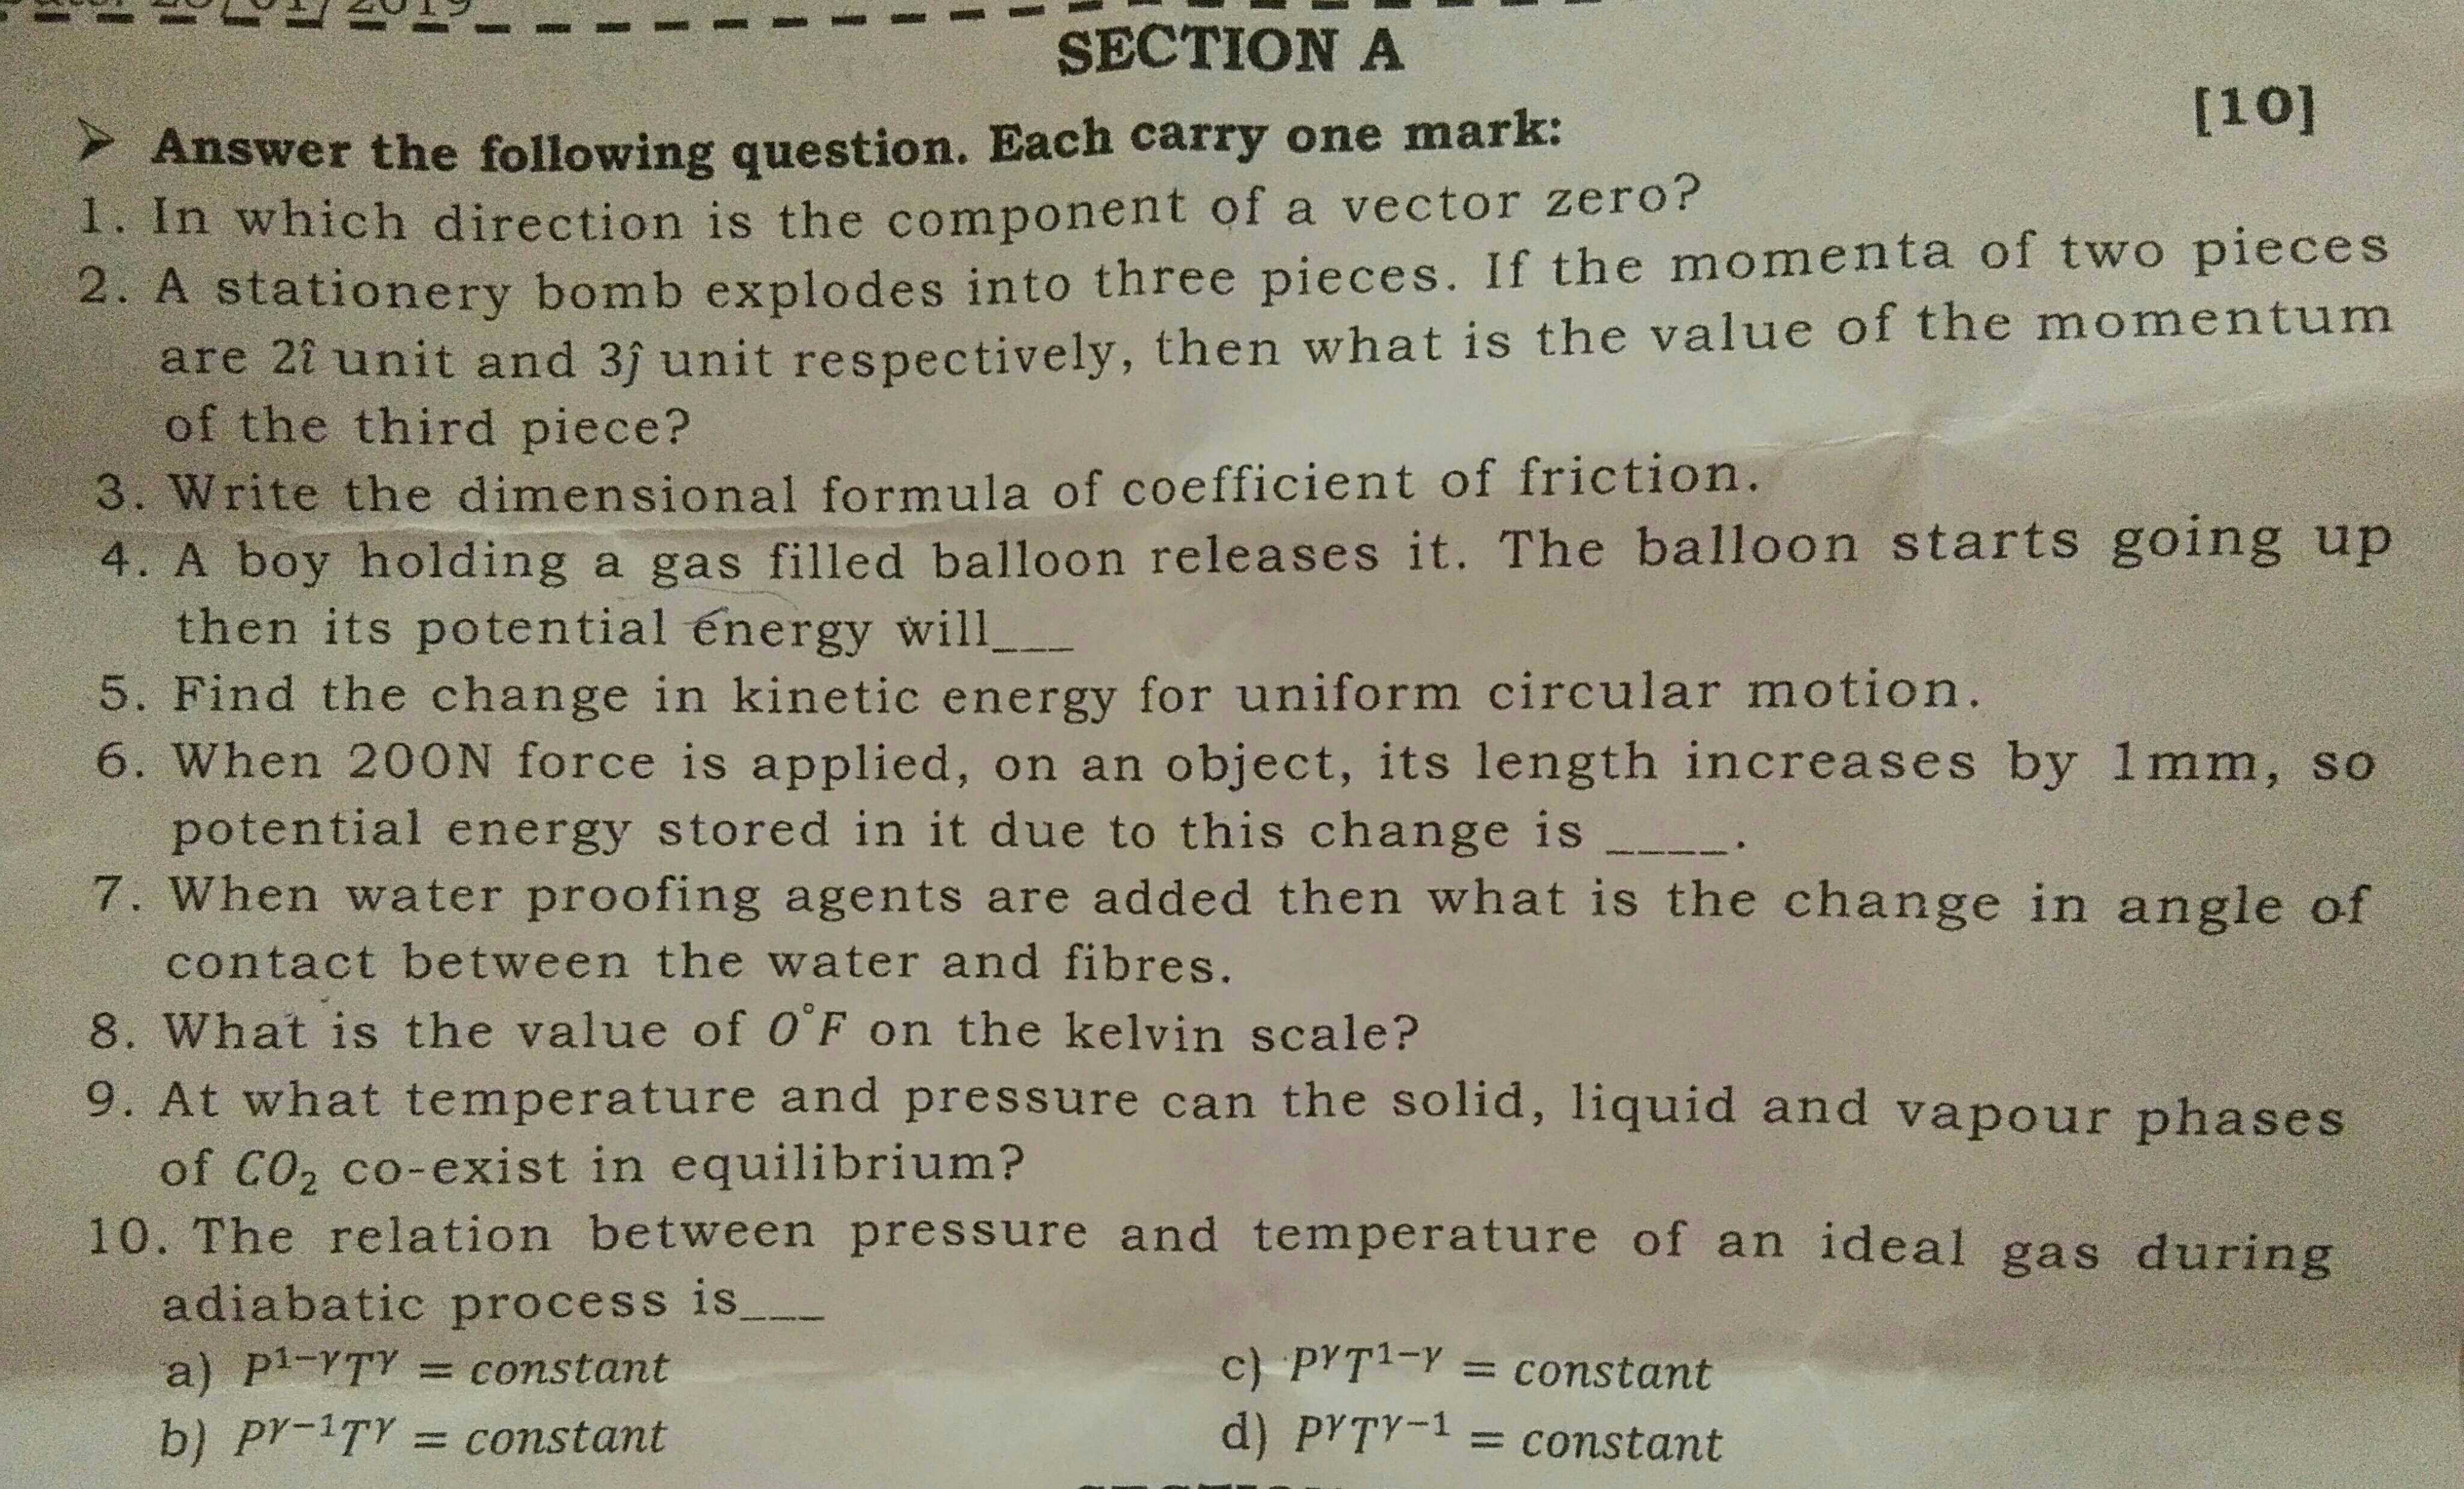 28/01/2019
SECTION A
[10]
➤ Answer the following question. Each carry one mark:
1. In which direction is the component of a vector zero?
2. A stationery bomb explodes into three pieces. If the momenta of two pieces
are 2î unit and 3ĵ unit respectively, then what is the value of the momentum
of the third piece?
3. Write the dimensional formula of coefficient of friction.
4. A boy holding a gas filled balloon releases it. The balloon starts going up
then its potential energy will___
5. Find the change in kinetic energy for uniform circular motion.
6. When 200N force is applied, on an object, its length increases by 1mm, so
potential energy stored in it due to this change is ____.
7. When water proofing agents are added then what is the change in angle of
contact between the water and fibres.
8. What is the value of 0°F on the kelvin scale?
9. At what temperature and pressure can the solid, liquid and vapour phases
of CO₂ co-exist in equilibrium?
10. The relation between pressure and temperature of an ideal gas during
adiabatic process is___
a) P^{1−γ}T^γ = constant
c) P^γT^{1−γ} = constant
b) P^{γ−1}T^γ = constant
d) P^γT^{γ−1} = constant